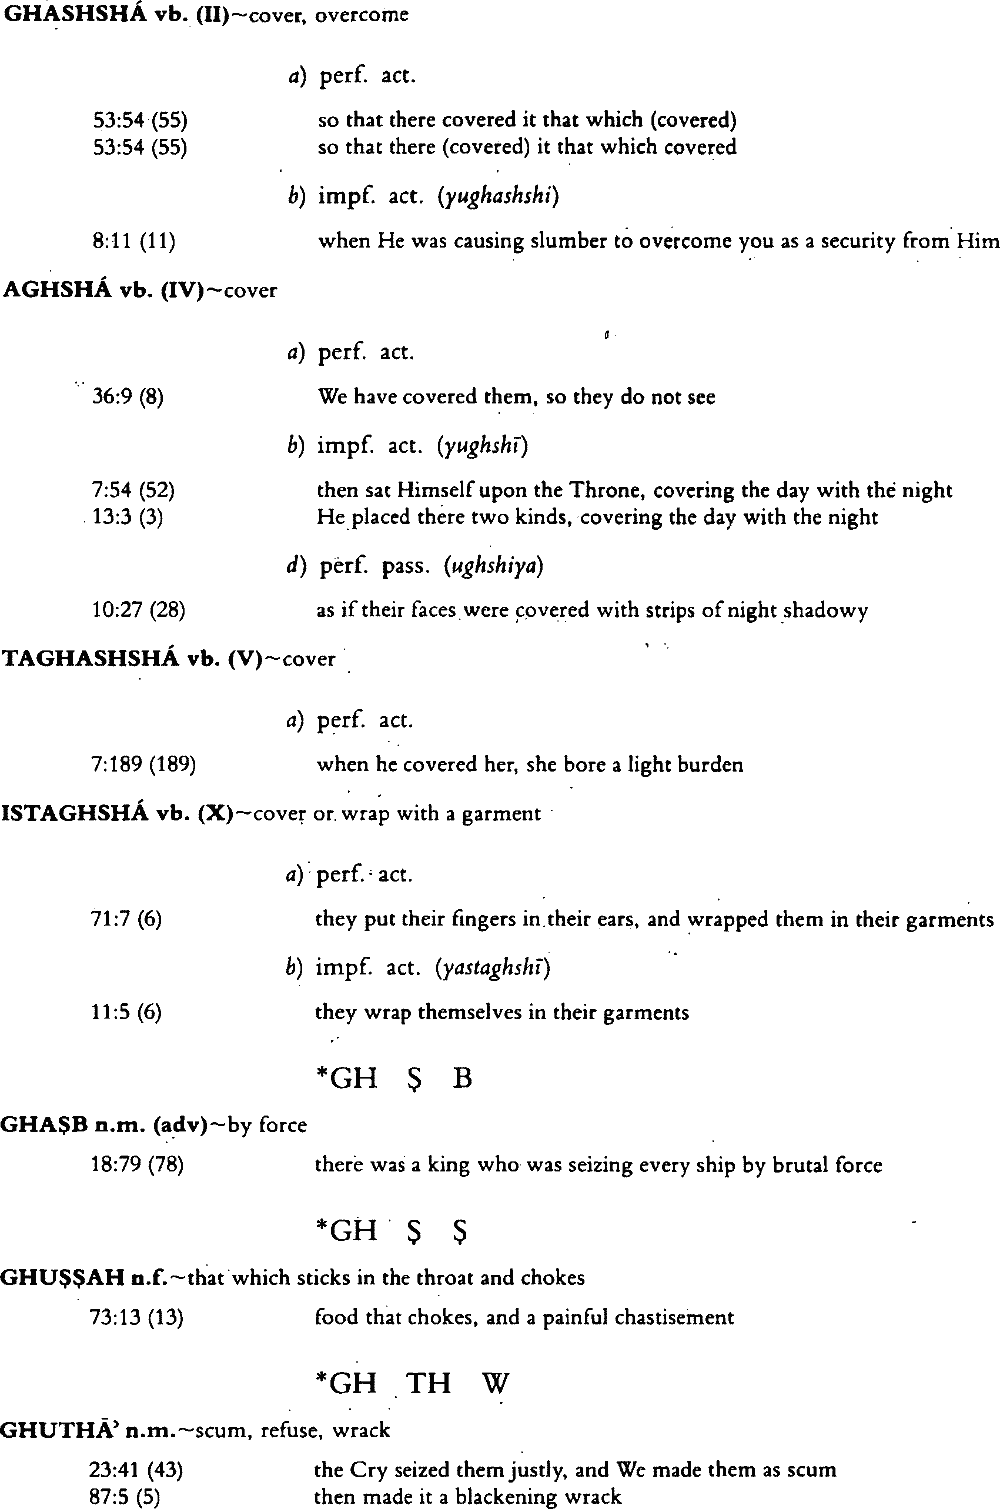 GHASHSHÁ vb. (II)~cover, overcome
a) perf. act.
53:54 (55) so that there covered it that which (covered)
53:54 (55) so that there (covered) it that which covered
b) impf. act. (yughashshi)
8:11 (11) when He was causing slumber to overcome you as a security from Him
AGHSHÁ vb. (IV)~cover
a) perf. act.
36:9 (8) We have covered them, so they do not see
b) impf. act. (yughshī)
7:54 (52) then sat Himself upon the Throne, covering the day with the night
13:3 (3) He placed there two kinds, covering the day with the night
d) perf. pass. (ughshiya)
10:27 (28) as if their faces were covered with strips of night shadowy
TAGHASHSHÁ vb. (V)~cover
a) perf. act.
7:189 (189) when he covered her, she bore a light burden
ISTAGHSHÁ vb. (X)~cover or wrap with a garment
a) perf. act.
71:7 (6) they put their fingers in their ears, and wrapped them in their garments
b) impf. act. (yastaghshī)
11:5 (6) they wrap themselves in their garments
*GH Ṣ B
GHAṢB n.m. (adv)~by force
18:79 (78) there was a king who was seizing every ship by brutal force
*GH Ṣ Ṣ
GHUṢṢAH n.f.~that which sticks in the throat and chokes
73:13 (13) food that chokes, and a painful chastisement
*GH TH W
GHUTHĀ’ n.m.~scum, refuse, wrack
23:41 (43) the Cry seized them justly, and We made them as scum
87:5 (5) then made it a blackening wrack